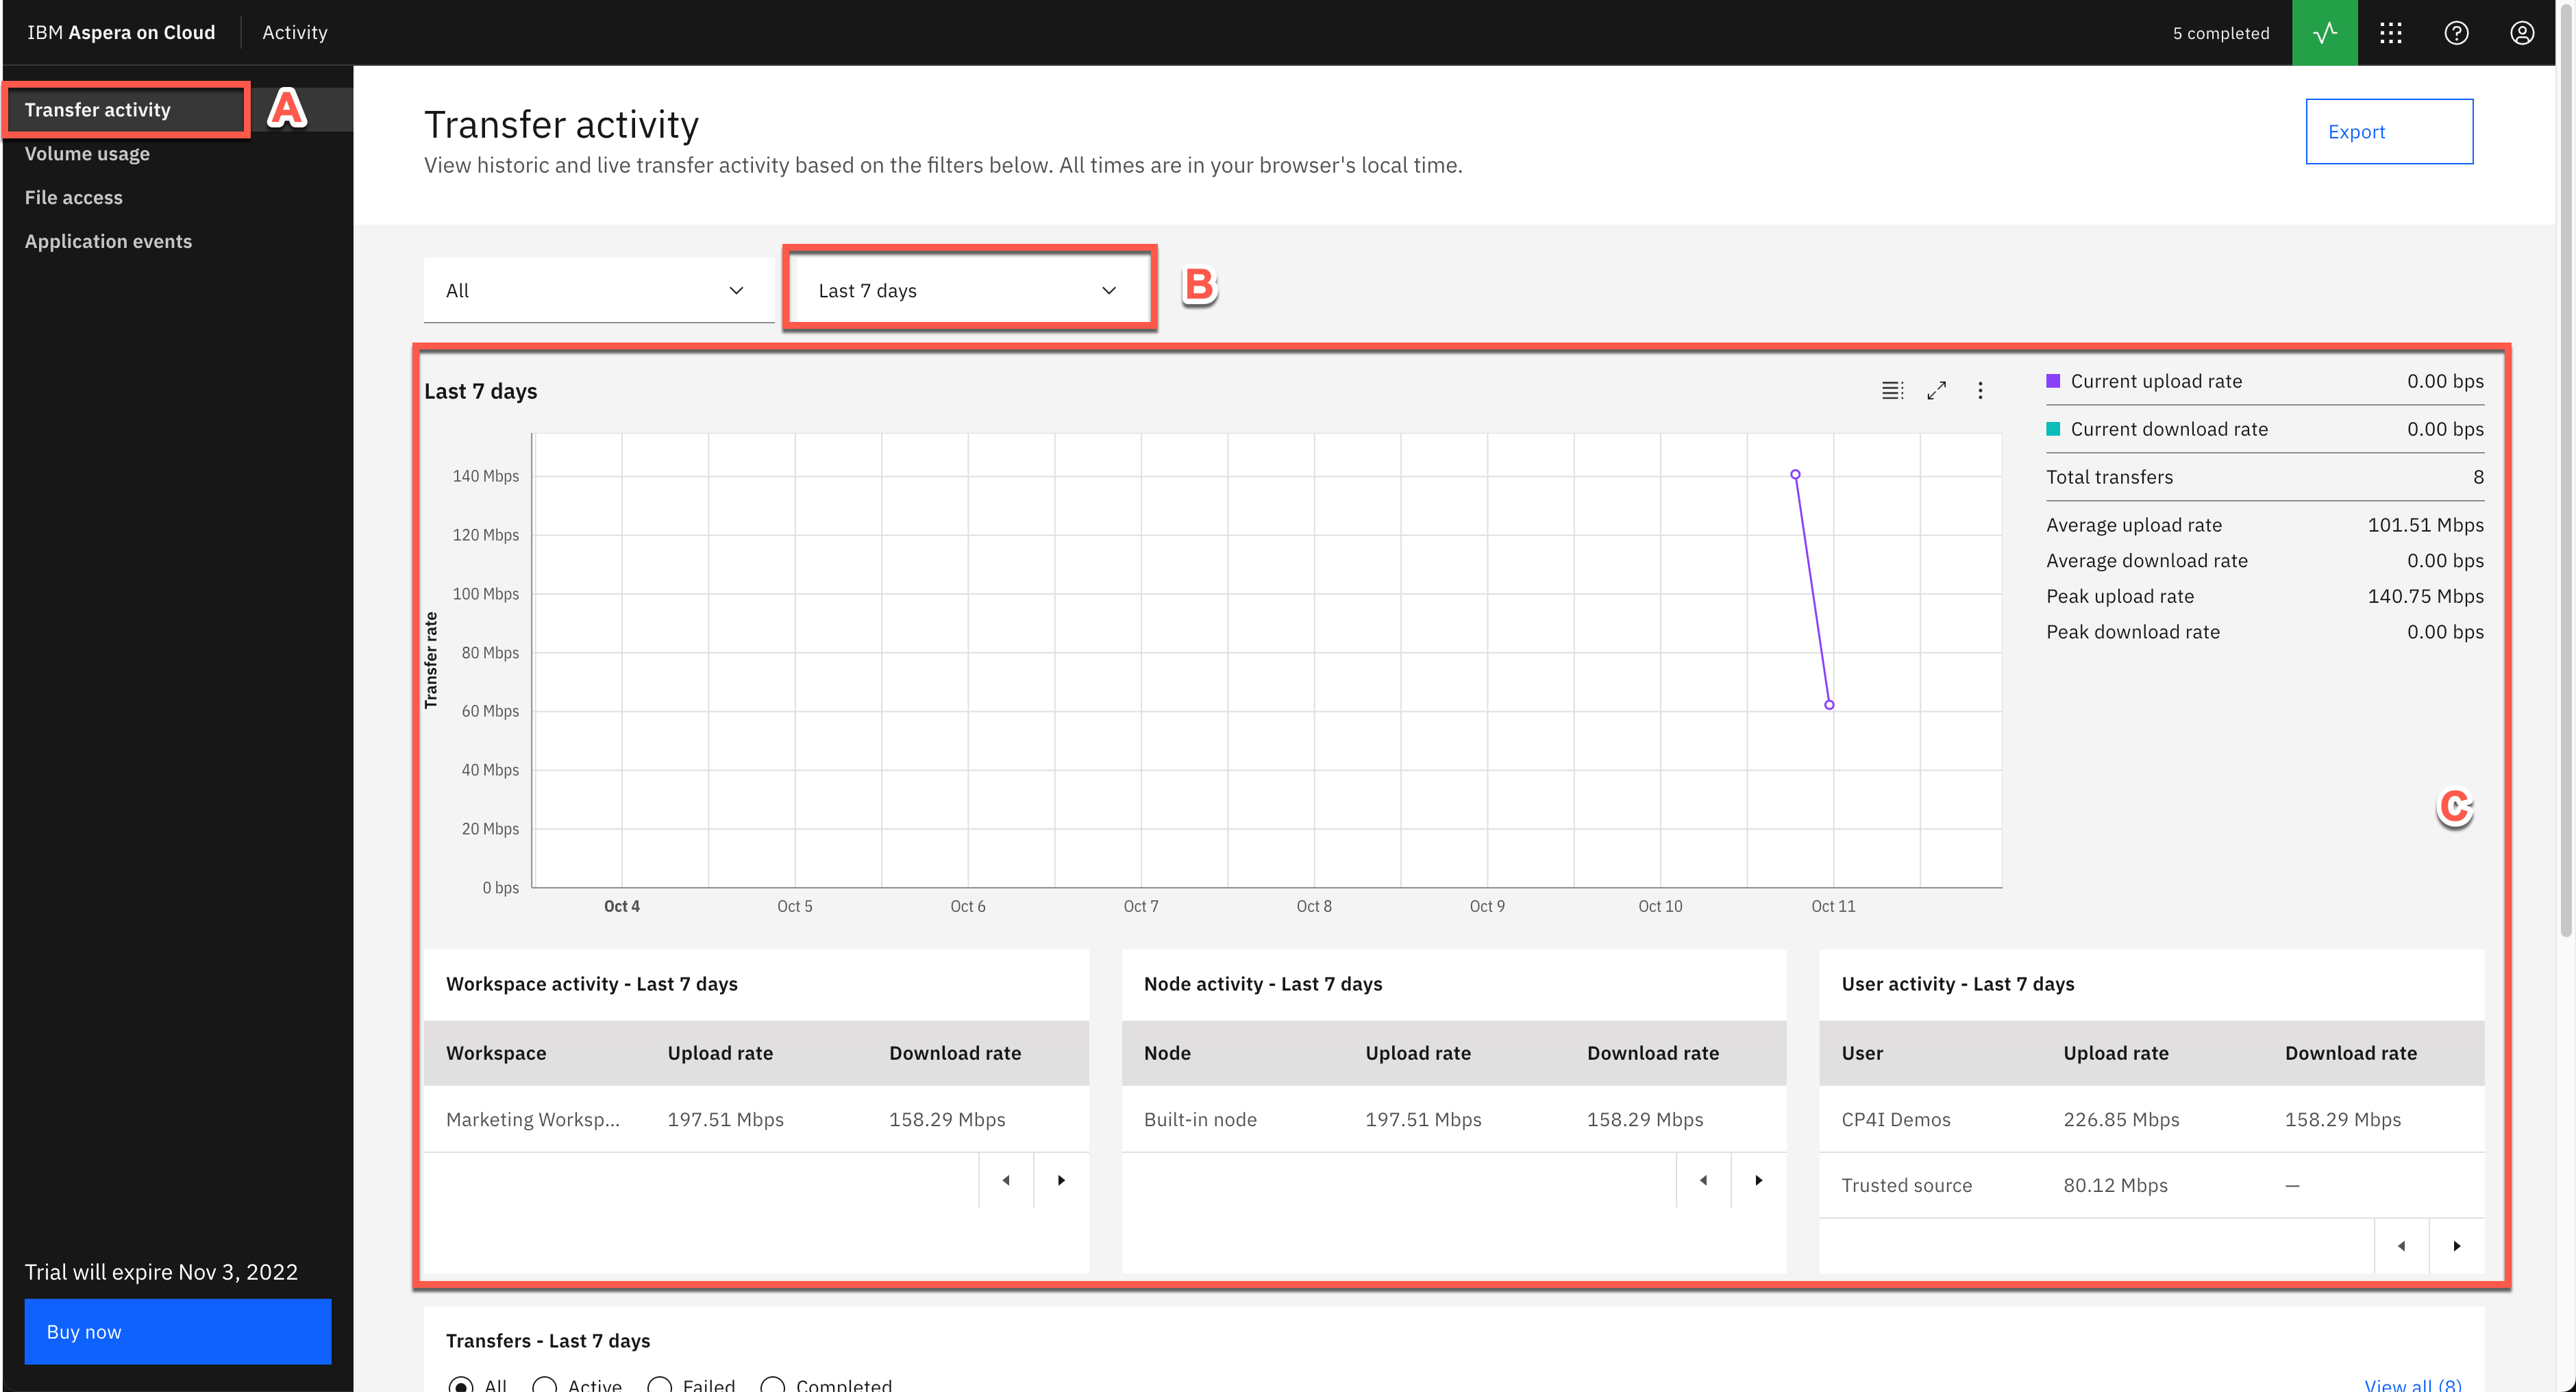 IBM Aspera on Cloud
Activity
5 completed
Transfer activity
A
Volume usage
File access
Application events
Trial will expire Nov 3, 2022
Buy now
Transfer activity
View historic and live transfer activity based on the filters below. All times are in your browser's local time.
Export
All
Last 7 days
B
Last 7 days
Transfer rate
140 Mbps
120 Mbps
100 Mbps
80 Mbps
60 Mbps
40 Mbps
20 Mbps
0 bps
Oct 4
Oct 5
Oct 6
Oct 7
Oct 8
Oct 9
Oct 10
Oct 11
Current upload rate 0.00 bps
Current download rate 0.00 bps
Total transfers 8
Average upload rate 101.51 Mbps
Average download rate 0.00 bps
Peak upload rate 140.75 Mbps
Peak download rate 0.00 bps
C
Workspace activity - Last 7 days
Workspace Upload rate Download rate
Marketing Worksp... 197.51 Mbps 158.29 Mbps
Node activity - Last 7 days
Node Upload rate Download rate
Built-in node 197.51 Mbps 158.29 Mbps
User activity - Last 7 days
User Upload rate Download rate
CP4I Demos 226.85 Mbps 158.29 Mbps
Trusted source 80.12 Mbps —
Transfers - Last 7 days
All Active Failed Completed
View all (8)